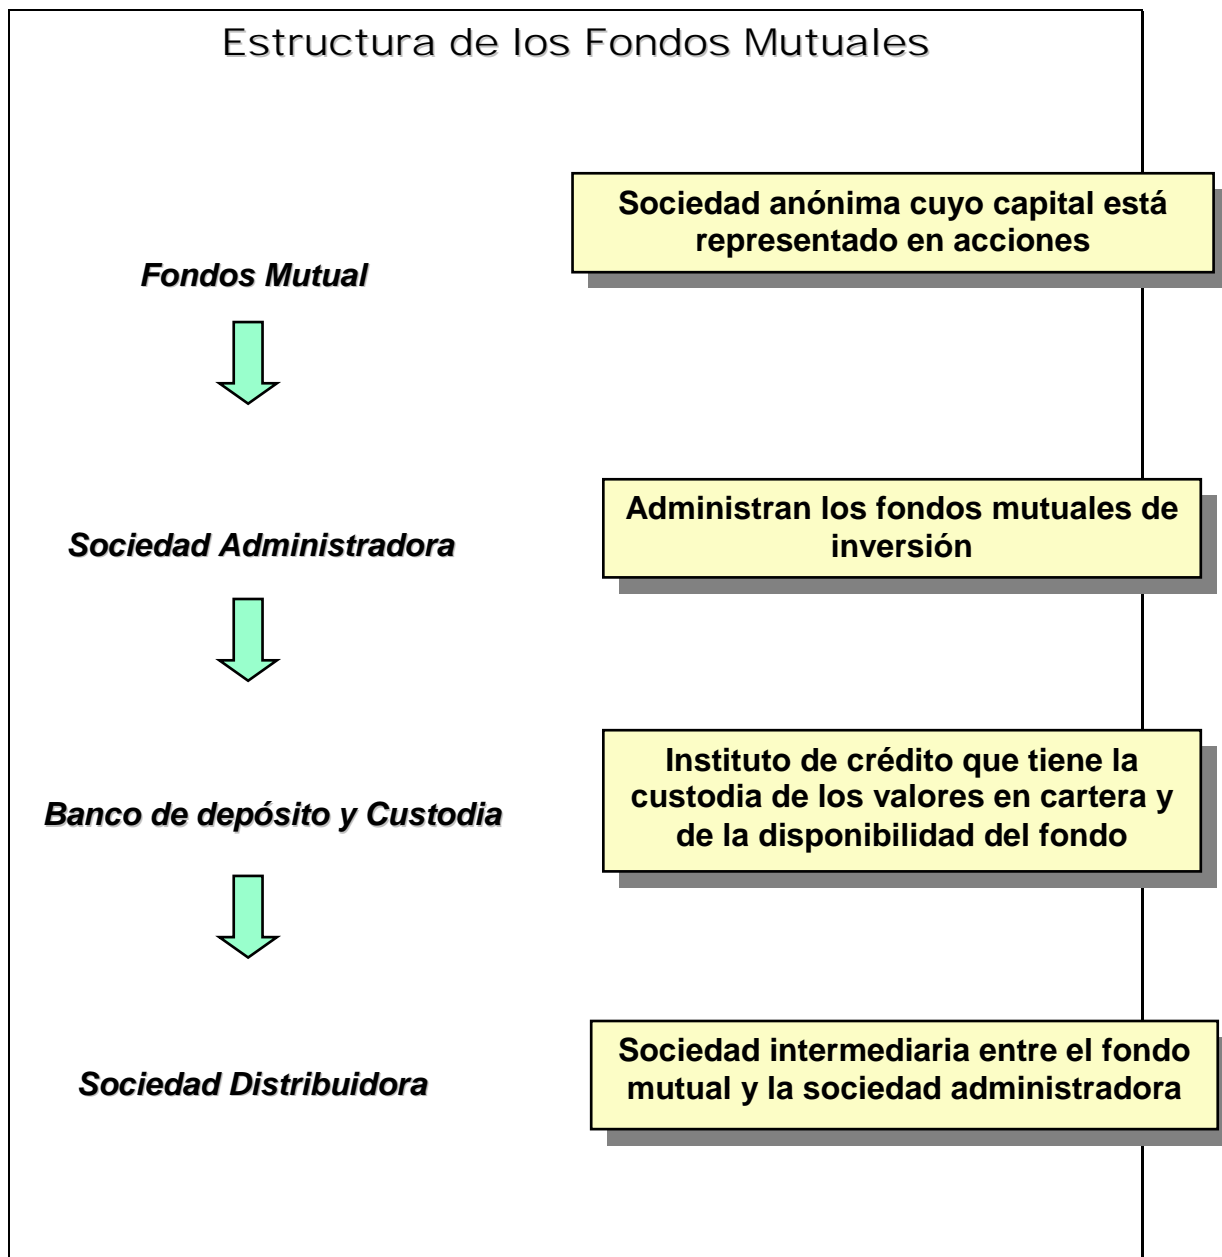 Estructura de los Fondos Mutuales
Sociedad anónima cuyo capital está
representado en acciones
Fondos Mutual
Administran los fondos mutuales de
inversión
Sociedad Administradora
Instituto de crédito que tiene la
custodia de los valores en cartera y
de la disponibilidad del fondo
Banco de depósito y Custodia
Sociedad intermediaria entre el fondo
mutual y la sociedad administradora
Sociedad Distribuidora